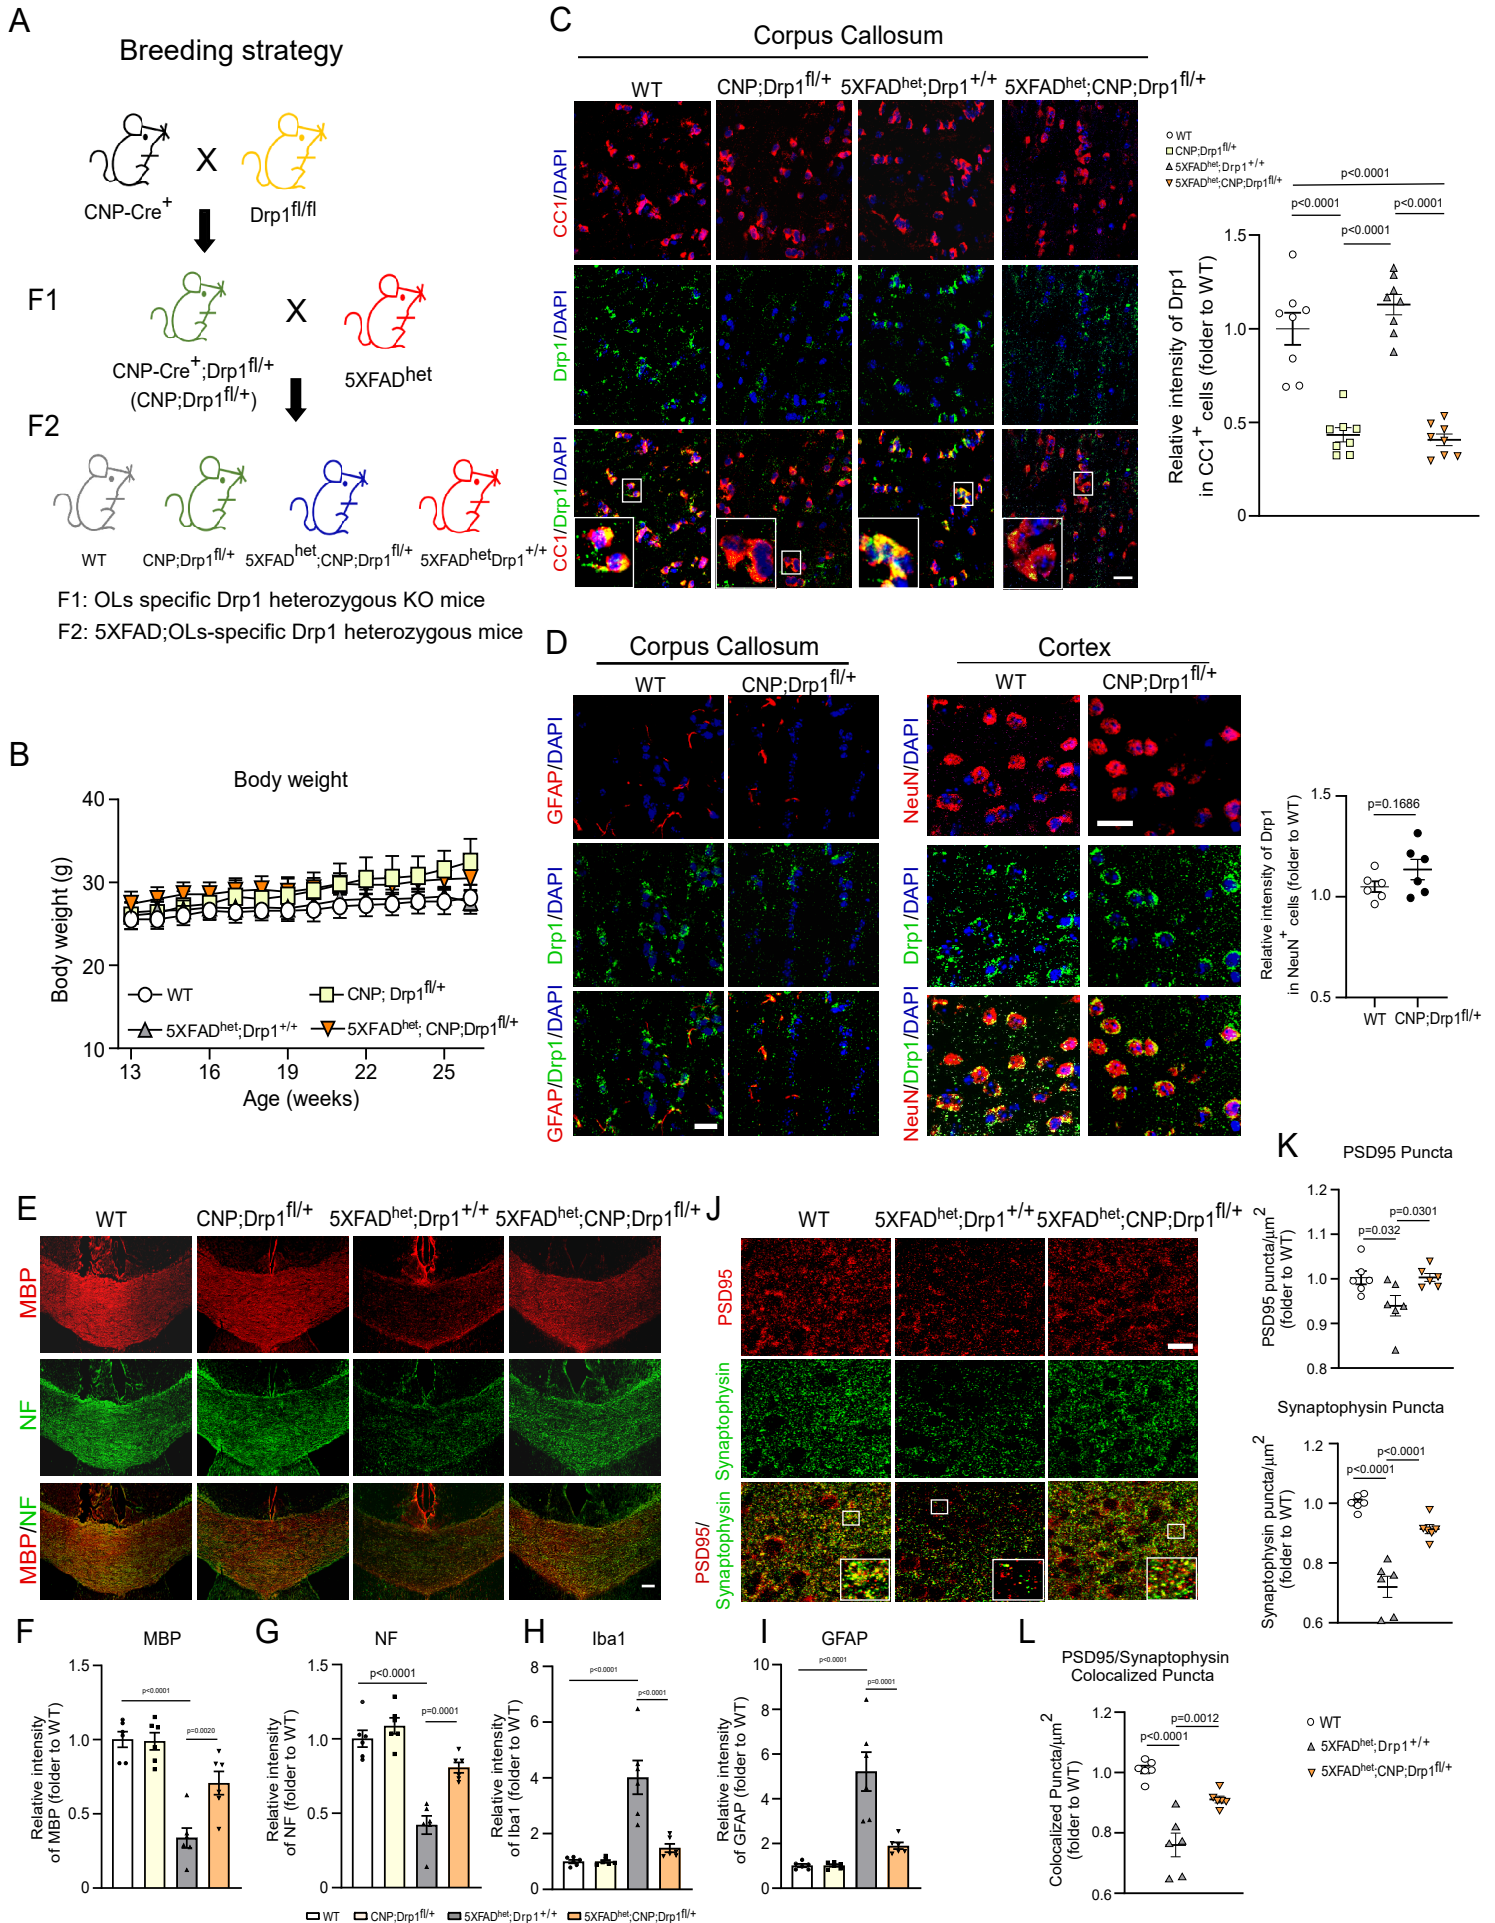 A
Breeding strategy
X
CNP-Cre+
Drp1fl/fl
F1
X
CNP-Cre+;Drp1fl/+
(CNP;Drp1fl/+)
5XFADhet
F2
WT
CNP;Drp1fl/+
5XFADhet;CNP;Drp1fl/+
5XFADhetDrp1+/+
F1: OLs specific Drp1 heterozygous KO mice
F2: 5XFAD;OLs-specific Drp1 heterozygous mice
B
Body weight
Body weight (g)
40
30
20
10
WT
CNP; Drp1fl/+
5XFADhet;Drp1+/+
5XFADhet; CNP;Drp1fl/+
13 16 19 22 25
Age (weeks)
C
Corpus Callosum
WT
CNP;Drp1fl/+
5XFADhet;Drp1+/+
5XFADhet;CNP;Drp1fl/+
CC1/DAPI
Drp1/DAPI
CC1/Drp1/DAPI
WT
CNP;Drp1fl/+
5XFADhet;Drp1+/+
5XFADhet;CNP;Drp1fl/+
p<0.0001
p<0.0001
p<0.0001
p<0.0001
Relative intensity of Drp1
in CC1+ cells (folder to WT)
1.5
1.0
0.5
0
D
Corpus Callosum
WT
CNP;Drp1fl/+
GFAP/DAPI
Drp1/DAPI
GFAP/Drp1/DAPI
Cortex
WT
CNP;Drp1fl/+
NeuN/DAPI
Drp1/DAPI
NeuN/Drp1/DAPI
Relative intensity of Drp1
in NeuN+ cells (folder to WT)
1.5
1.0
0.5
p=0.1686
WT
CNP;Drp1fl/+
E
WT
CNP;Drp1fl/+
5XFADhet;Drp1+/+
5XFADhet;CNP;Drp1fl/+
MBP
NF
MBP/NF
J
WT
5XFADhet;Drp1+/+
5XFADhet;CNP;Drp1fl/+
PSD95
Synaptophysin
PSD95/
Synaptophysin
K
PSD95 Puncta
PSD95 puncta/μm2
(folder to WT)
1.2
1.1
1.0
0.9
0.8
p=0.0301
p=0.032
Synaptophysin Puncta
Synaptophysin puncta/μm2
(folder to WT)
1.2
1.0
0.8
0.6
p<0.0001
p<0.0001
F
MBP
Relative intensity
of MBP (folder to WT)
1.5
1.0
0.5
0
p<0.0001
p=0.0020
G
NF
Relative intensity
of NF (folder to WT)
1.5
1.0
0.5
0
p<0.0001
p=0.0001
H
Iba1
Relative intensity
of Iba1 (folder to WT)
8
6
4
2
0
p<0.0001
p<0.0001
I
GFAP
Relative intensity
of GFAP (folder to WT)
10
8
6
4
2
0
p<0.0001
p=0.0001
WT
CNP;Drp1fl/+
5XFADhet;Drp1+/+
5XFADhet;CNP;Drp1fl/+
L
PSD95/Synaptophysin
Colocalized Puncta
Colocalized Puncta/μm2
(folder to WT)
1.2
1.0
0.8
0.6
p=0.0012
p<0.0001
WT
5XFADhet;Drp1+/+
5XFADhet;CNP;Drp1fl/+